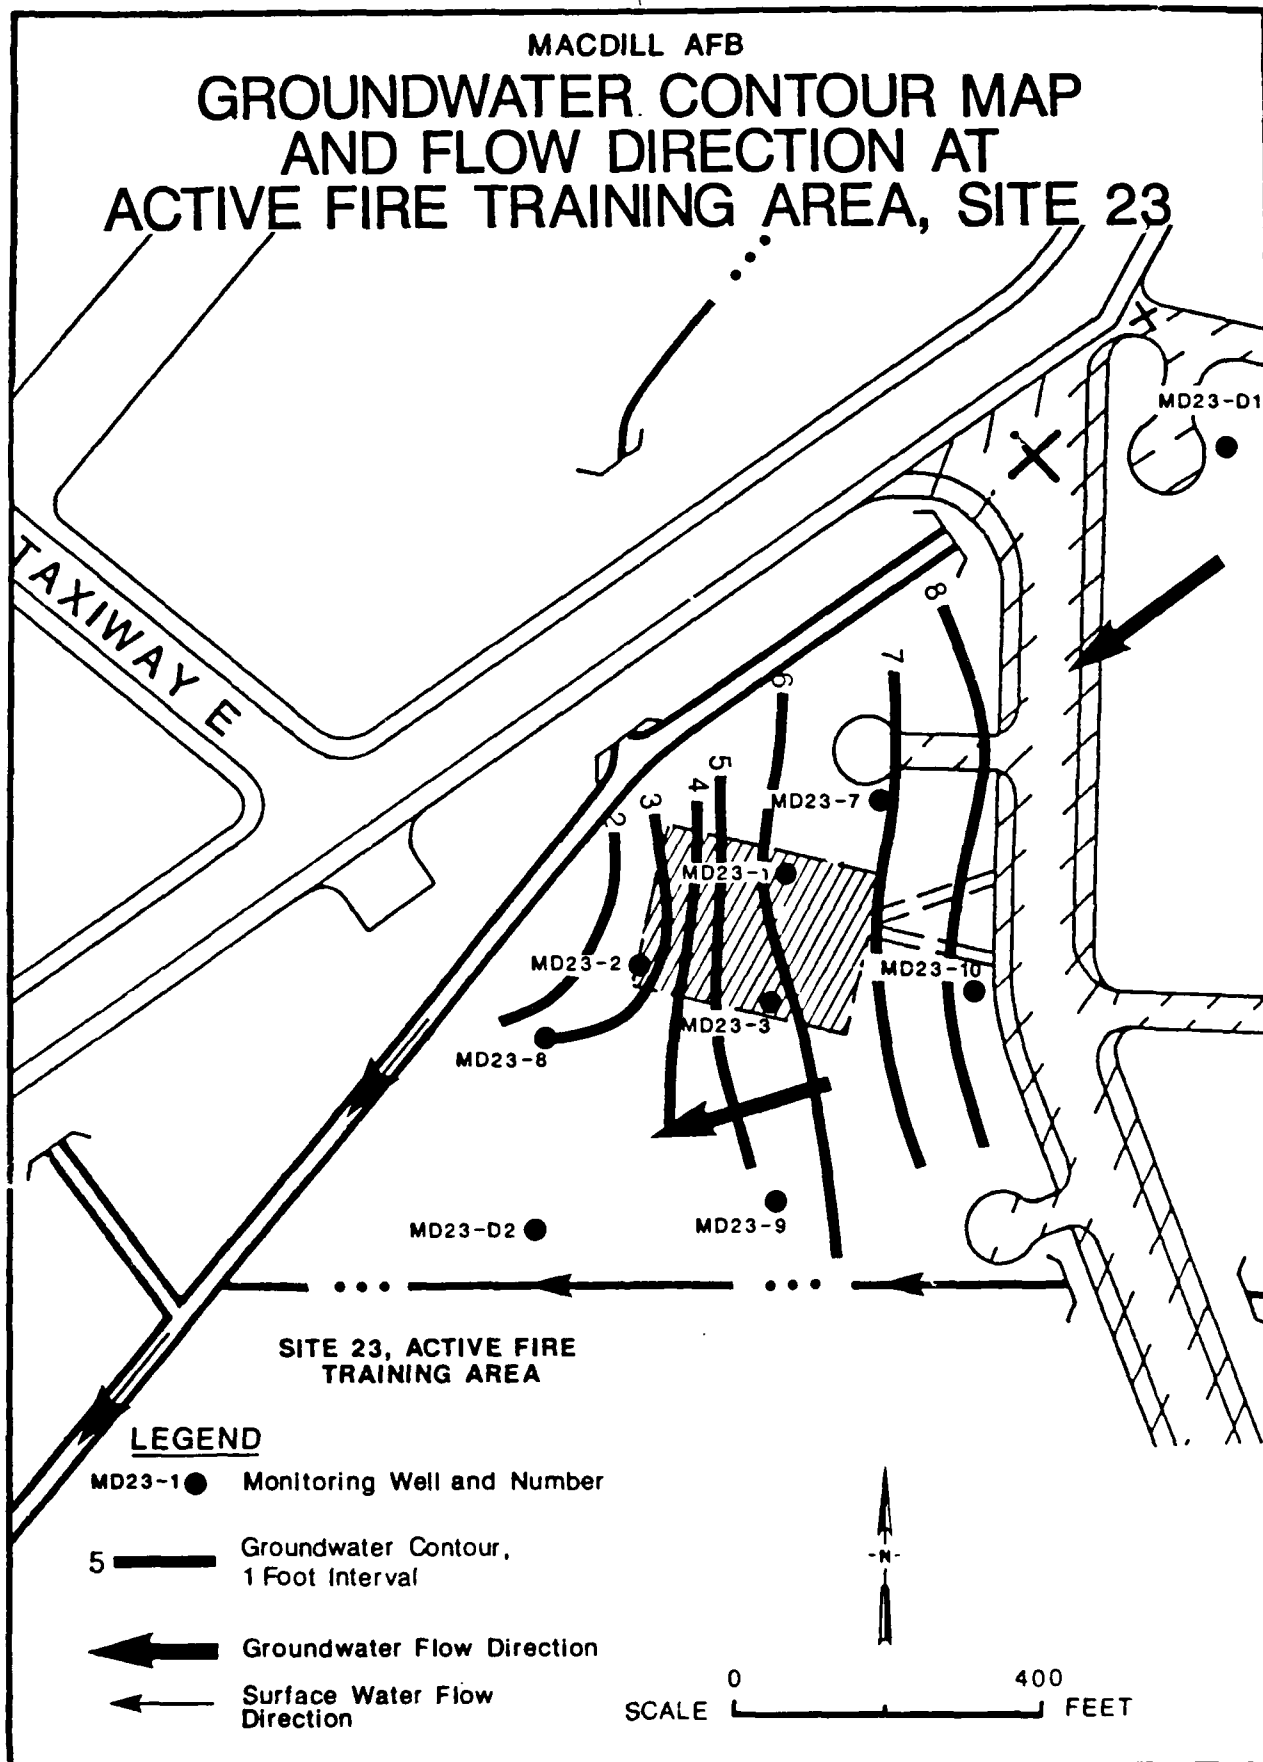 MACDILL AFB
GROUNDWATER CONTOUR MAP
AND FLOW DIRECTION AT
ACTIVE FIRE TRAINING AREA, SITE 23
MD23-D1
TAXIWAY E
8
7
6
5
4
3
2
MD23-7
MD23-1
MD23-2
MD23-10
MD23-3
MD23-8
MD23-D2
MD23-9
SITE 23, ACTIVE FIRE
TRAINING AREA
LEGEND
MD23-1 Monitoring Well and Number
5 Groundwater Contour,
1 Foot Interval
Groundwater Flow Direction
Surface Water Flow
Direction
-N-
0 400
SCALE FEET